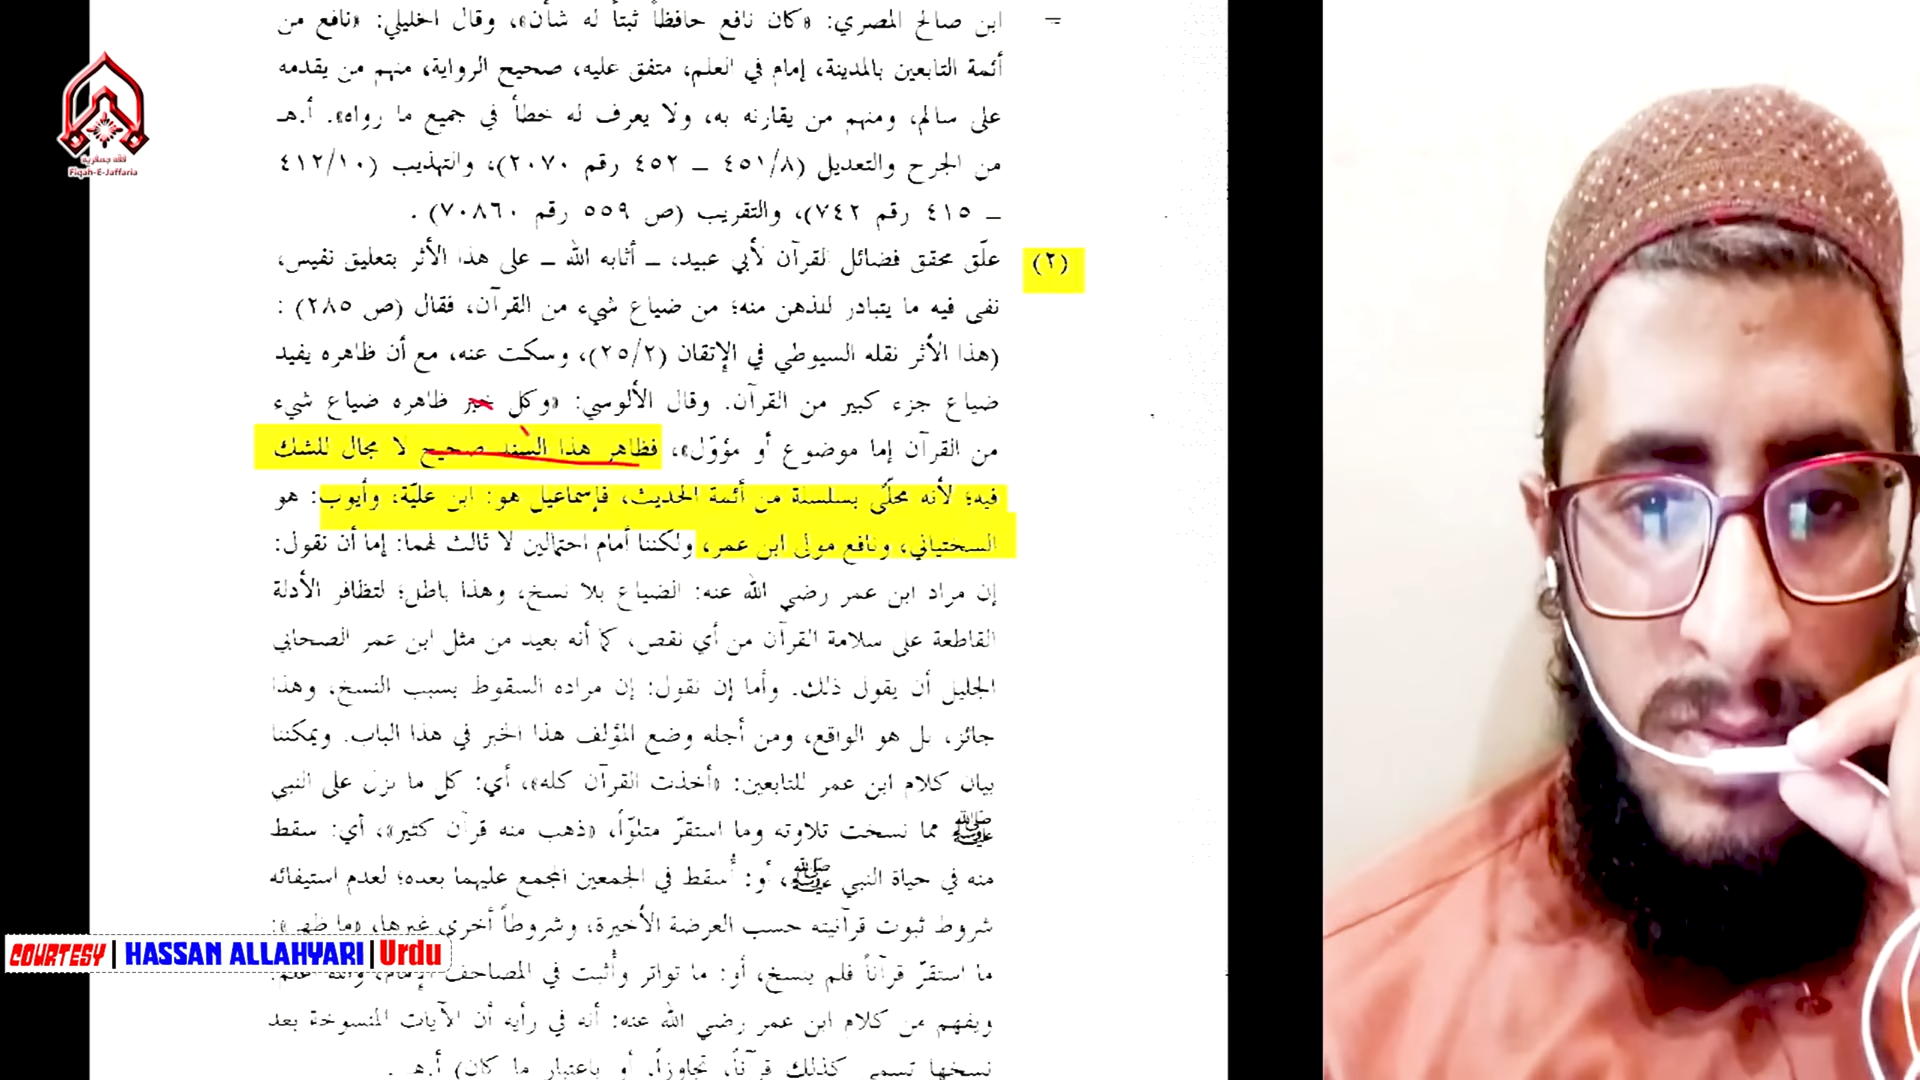 = ابن صالح المصري: «كان نافع حافظاً ثبتاً له شأن»، وقال الخليلي: «نافع من
أئمة التابعين بالمدينة، إمام في العلم، متفق عليه، صحيح الرواية، منهم من يقدمه
على سالم، ومنهم من يقارنه به، ولا يعرف له خطأ في جميع ما رواه». أ.هـ
من الجرح والتعديل (٤٥١/٨ ــ ٤٥٢ رقم ٢٠٧٠)، والتهذيب (٤١٢/١٠
ــ ٤١٥ رقم ٧٤٢)، والتقريب (ص ٥٥٩ رقم ٧٠٨٦٠).
(٢) علّق محقق فضائل القرآن لأبي عبيد، ــ أثابه الله ــ على هذا الأثر بتعليق نفيس،
نفى فيه ما يتبادر للذهن منه؛ من ضياع شيء من القرآن، فقال (ص ٢٨٥) :
(هذا الأثر نقله السيوطي في الإتقان (٢٥/٢)، وسكت عنه، مع أن ظاهره يفيد
ضياع جزء كبير من القرآن. وقال الألوسي: «وكل خبر ظاهره ضياع شيء
من القرآن إما موضوع أو مؤوّل»، فظاهر هذا السند صحيح لا مجال للشك
فيه؛ لأنه محلّى بسلسلة من أئمة الحديث، فإسماعيل هو: ابن عليّة، وأيوب: هو
السختياني، ونافع مولى ابن عمر، ولكننا أمام احتمالين لا ثالث لهما: إما أن نقول:
إن مراد ابن عمر رضي الله عنه: الضياع بلا نسخ، وهذا باطل؛ لتظافر الأدلة
القاطعة على سلامة القرآن من أي نقص، كما أنه بعيد من مثل ابن عمر الصحابي
الجليل أن يقول ذلك. وأما إن نقول: إن مراده السقوط بسبب النسخ، وهذا
جائز، بل هو الواقع، ومن أجله وضع المؤلف هذا الخبر في هذا الباب. ويمكننا
بيان كلام ابن عمر للتابعين: «أخذت القرآن كله»، أي: كل ما نزل على النبي
ﷺ مما نسخت تلاوته وما استقرّ متلوّاً، «ذهب منه قرآن كثير»، أي: سقط
منه في حياة النبي ﷺ، أو: أُسقط في الجمعين المجمع عليهما بعده؛ لعدم استيفائه
شروط ثبوت قرآنيته حسب العرضة الأخيرة، وشروطاً أخرى غيرها، «ما ظهر»:
ما استقرّ قرآناً فلم ينسخ، أو: ما تواتر وأُثبت في المصاحف
ويفهم من كلام ابن عمر رضي الله عنه: أنه في رأيه أن الآيات المنسوخة بعد
نسخها تسمى كذلك قرآناً، تجاوزاً، أو باعتبار ما كان) أ.هـ.
فقه جعفریه
Fiqah-E-Jaffaria
COURTESY | HASSAN ALLAHYARI | Urdu